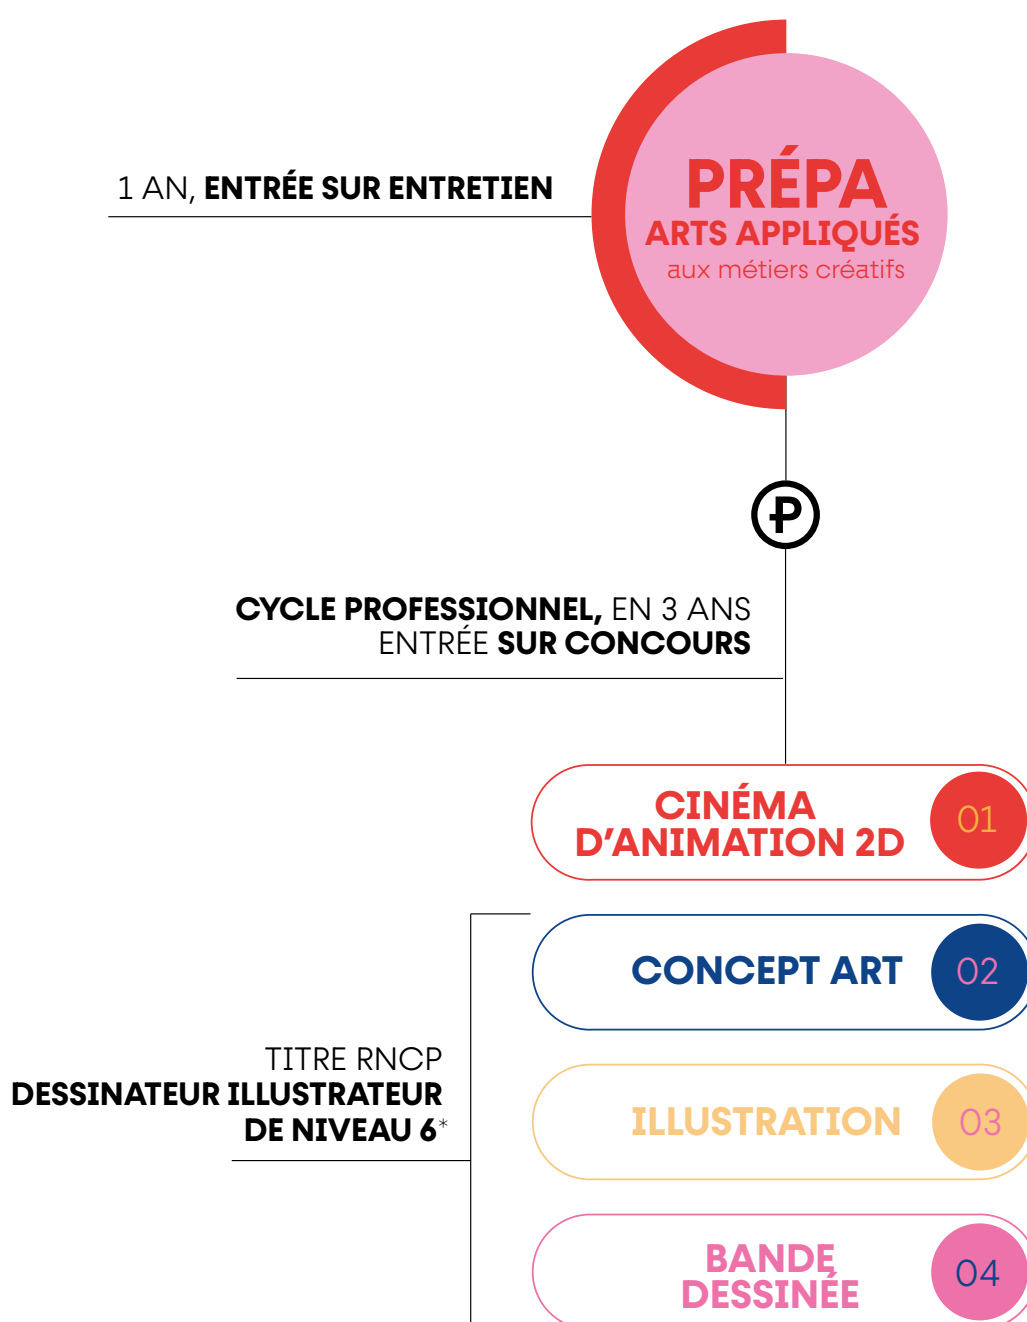 1 AN, ENTRÉE SUR ENTRETIEN
PRÉPA
ARTS APPLIQUÉS
aux métiers créatifs
P
CYCLE PROFESSIONNEL, EN 3 ANS
ENTRÉE SUR CONCOURS
CINÉMA
D'ANIMATION 2D
01
CONCEPT ART
02
TITRE RNCP
DESSINATEUR ILLUSTRATEUR
DE NIVEAU 6*
ILLUSTRATION
03
BANDE
DESSINÉE
04